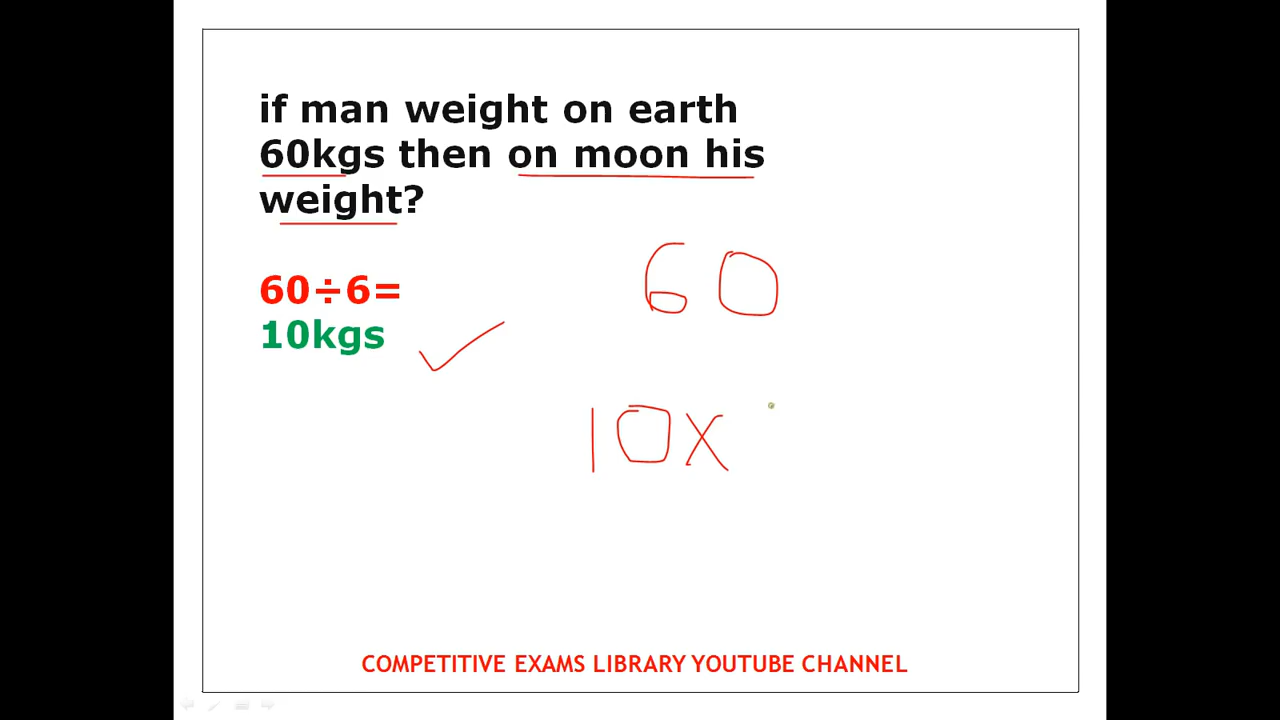 if man weight on earth
60kgs then on moon his
weight?
60÷6=
10kgs
60
10x
COMPETITIVE EXAMS LIBRARY YOUTUBE CHANNEL